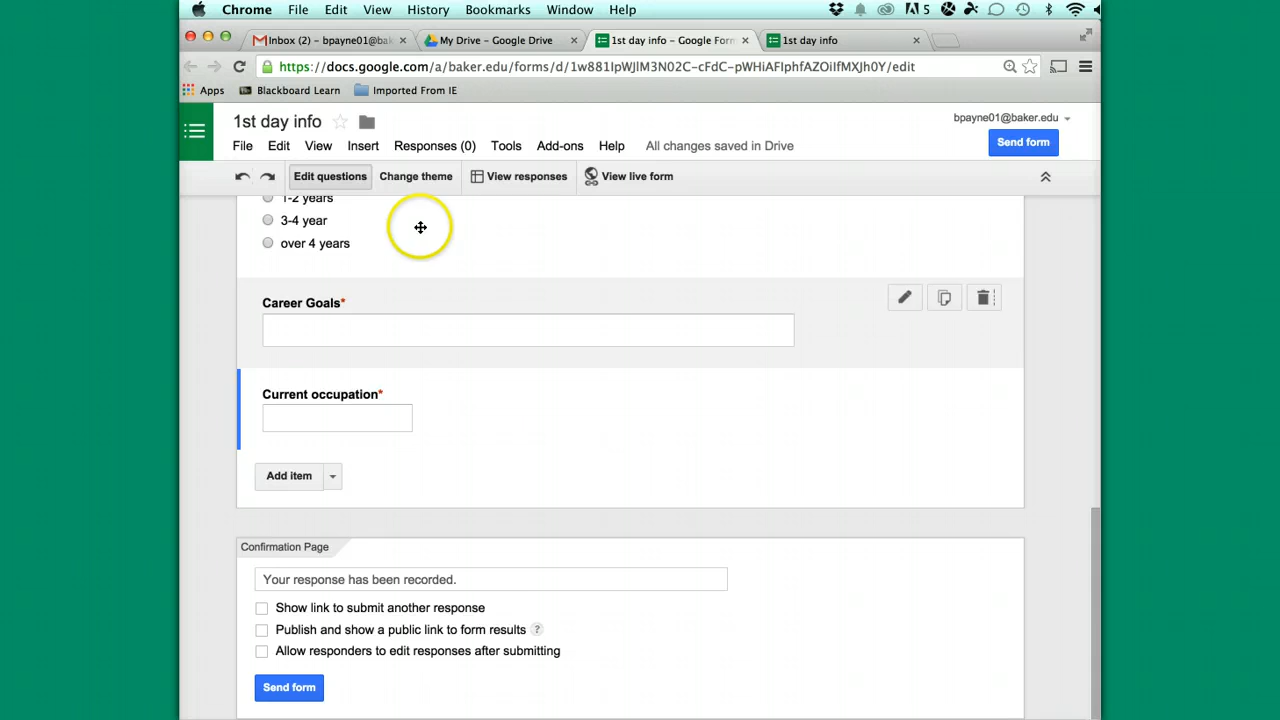 Chrome File Edit View History Bookmarks Window Help 5
Inbox (2) - bpayne01@bak
My Drive - Google Drive
1st day info - Google Form
1st day info
https://docs.google.com/a/baker.edu/forms/d/1w881lpWJlM3N02C-cFdC-pWHiAFIphfAZOiIfMXJh0Y/edit
Apps Blackboard Learn Imported From IE
1st day info
bpayne01@baker.edu
File Edit View Insert Responses (0) Tools Add-ons Help All changes saved in Drive
Send form
Edit questions Change theme View responses View live form
1-2 years
3-4 year
over 4 years
Career Goals*
Current occupation*
Add item
Confirmation Page
Your response has been recorded.
Show link to submit another response
Publish and show a public link to form results ?
Allow responders to edit responses after submitting
Send form